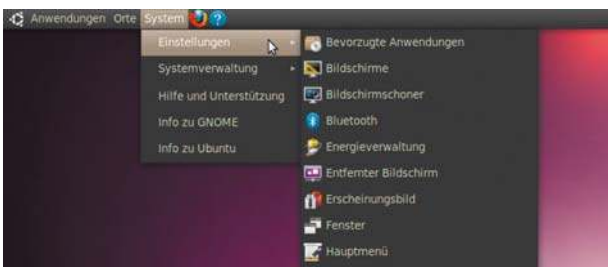 Anwendungen Orte System
Einstellungen
Systemverwaltung
Hilfe und Unterstützung
Info zu GNOME
Info zu Ubuntu
Bevorzugte Anwendungen
Bildschirme
Bildschirmschoner
Bluetooth
Energieverwaltung
Entfernter Bildschirm
Erscheinungsbild
Fenster
Hauptmenü